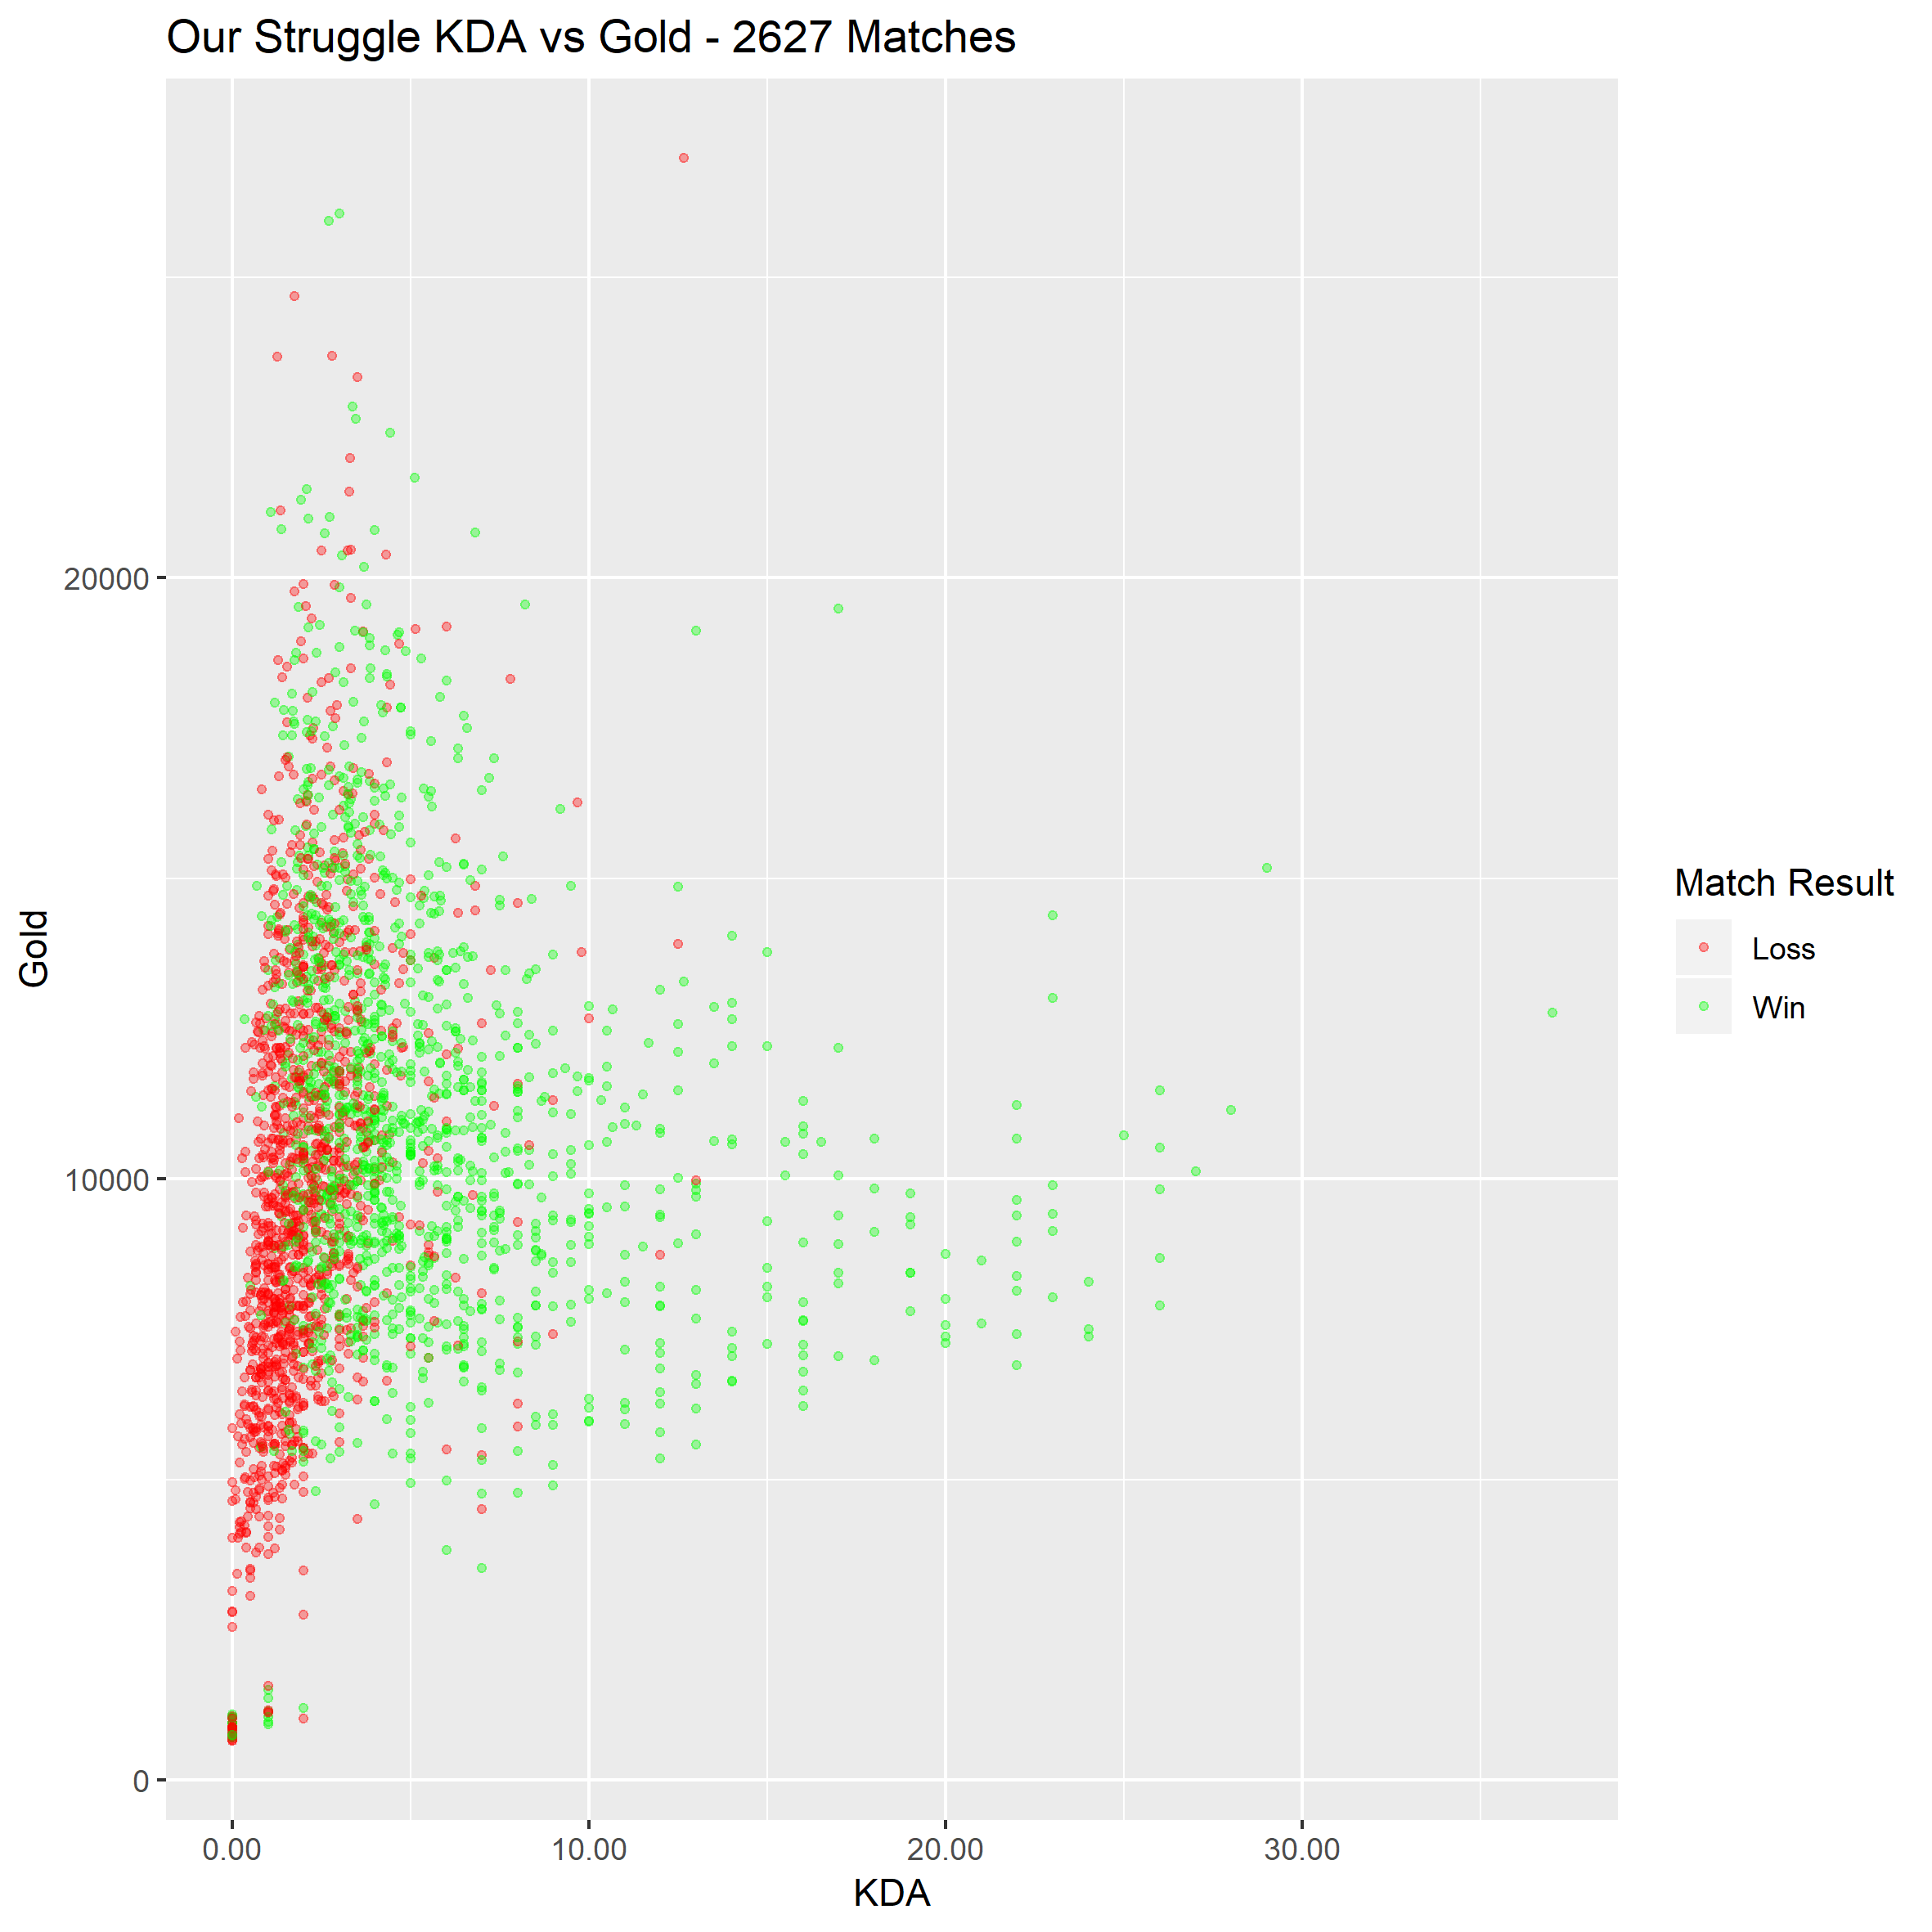 Our Struggle KDA vs Gold - 2627 Matches
Gold
20000
10000
0
0.00
10.00
20.00
30.00
KDA
Match Result
Loss
Win